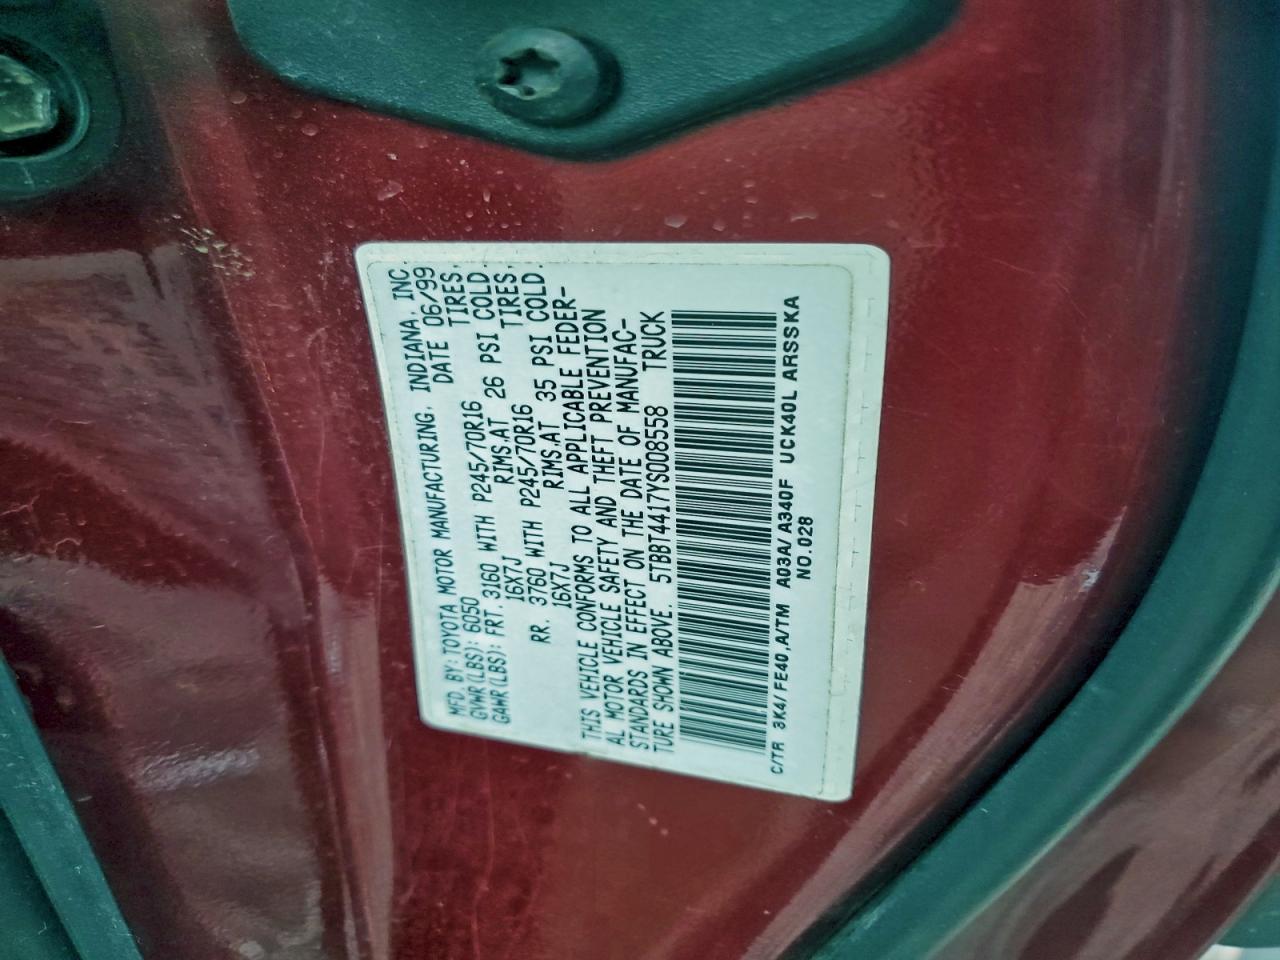 MFD. BY: TOYOTA MOTOR MANUFACTURING, INDIANA, INC.
GVWR(LBS): 6050 DATE 06/99
GAWR(LBS): FRT. 3160 WITH P245/70R16 TIRES,
16X7J RIMS,AT 26 PSI COLD
RR. 3760 WITH P245/70R16 TIRES,
16X7J RIMS,AT 35 PSI COLD.
THIS VEHICLE CONFORMS TO ALL APPLICABLE FEDER-
AL MOTOR VEHICLE SAFETY AND THEFT PREVENTION
STANDARDS IN EFFECT ON THE DATE OF MANUFAC-
TURE SHOWN ABOVE. 5TBBT4417YS008558 TRUCK
C/TR 3K4/FE40,A/TM A03A/A340F UCK40L ARSSKA
NO.028